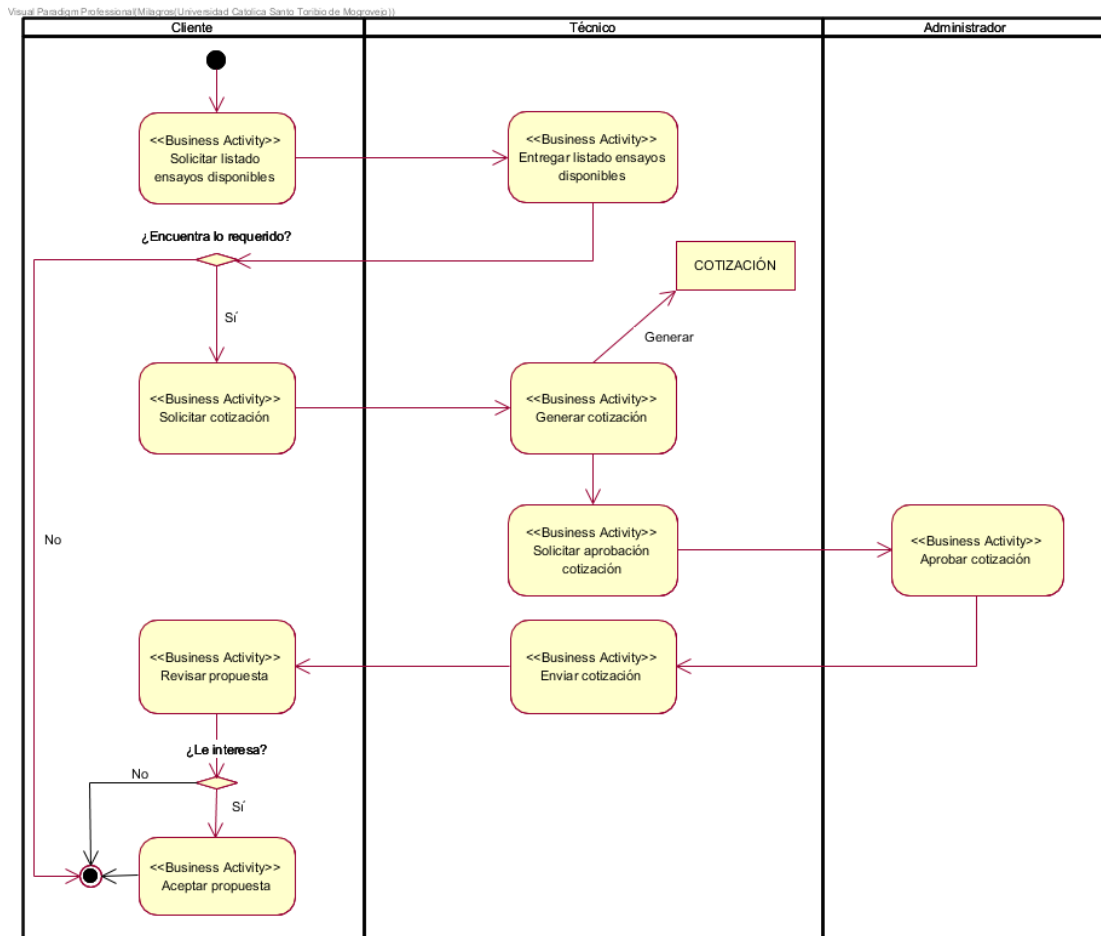 Visual Paradigm Professional(Milagros(Universidad Catolica Santo Toribio de Mogrovejo))
Cliente
Técnico
Administrador
<<Business Activity>>
Solicitar listado
ensayos disponibles
<<Business Activity>>
Entregar listado ensayos
disponibles
¿Encuentra lo requerido?
COTIZACIÓN
Sí
Generar
<<Business Activity>>
Solicitar cotización
<<Business Activity>>
Generar cotización
No
<<Business Activity>>
Solicitar aprobación
cotización
<<Business Activity>>
Aprobar cotización
<<Business Activity>>
Revisar propuesta
<<Business Activity>>
Enviar cotización
¿Le interesa?
No
Sí
<<Business Activity>>
Aceptar propuesta